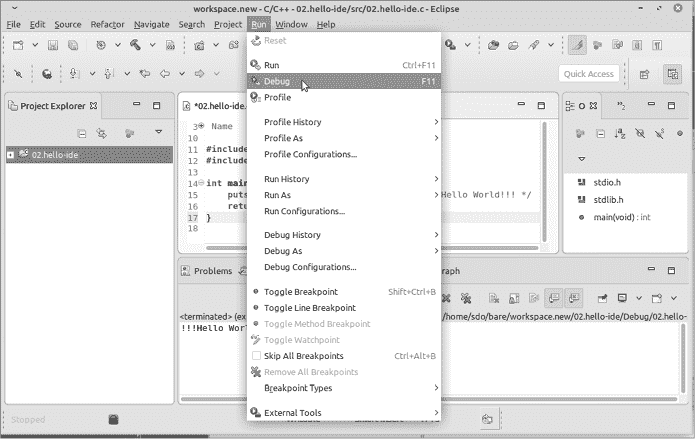 workspace.new - C/C++ - 02.hello-ide/src/02.hello-ide.c - Eclipse
File Edit Source Refactor Navigate Search Project Run Window Help
Quick Access
Project Explorer
02.hello-ide
*02.hello-ide.
3 Name
10
11 #include
12 #include
13
14 int main
15 puts Hello World!!! */
16 retu
17 }
18
Reset
Run Ctrl+F11
Debug F11
Profile
Profile History
Profile As
Profile Configurations...
Run History
Run As
Run Configurations...
Debug History
Debug As
Debug Configurations...
Toggle Breakpoint Shift+Ctrl+B
Toggle Line Breakpoint
Toggle Method Breakpoint
Toggle Watchpoint
Skip All Breakpoints Ctrl+Alt+B
Remove All Breakpoints
Breakpoint Types
External Tools
O
stdio.h
stdlib.h
main(void) : int
Problems
graph
<terminated> (ex /home/sdo/bare/workspace.new/02.hello-ide/Debug/02.hello-
!!!Hello Worl
Stopped